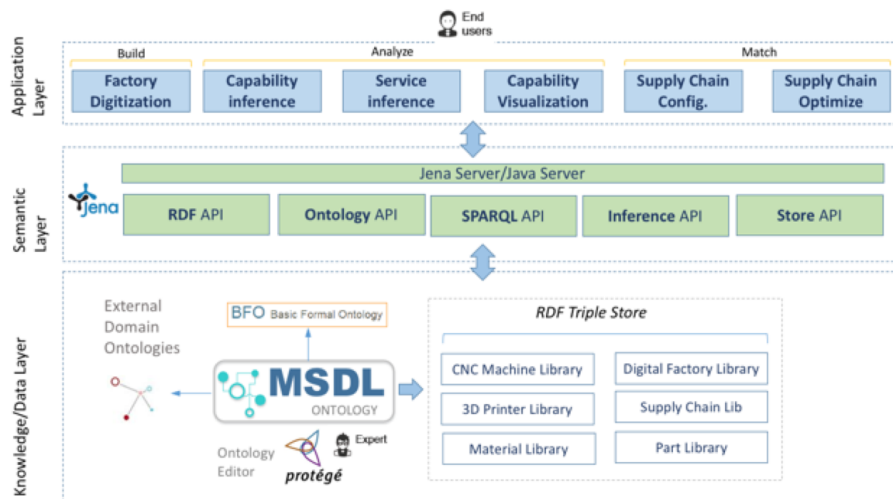 End
users
Build
Analyze
Match
Application
Layer
Factory
Digitization
Capability
inference
Service
inference
Capability
Visualization
Supply Chain
Config.
Supply Chain
Optimize
Semantic
Layer
Jena Server/Java Server
jena
RDF API
Ontology API
SPARQL API
Inference API
Store API
Knowledge/Data Layer
External
Domain
Ontologies
BFO Basic Formal Ontology
MSDL
ONTOLOGY
Ontology
Editor
protégé
Expert
RDF Triple Store
CNC Machine Library
Digital Factory Library
3D Printer Library
Supply Chain Lib
Material Library
Part Library